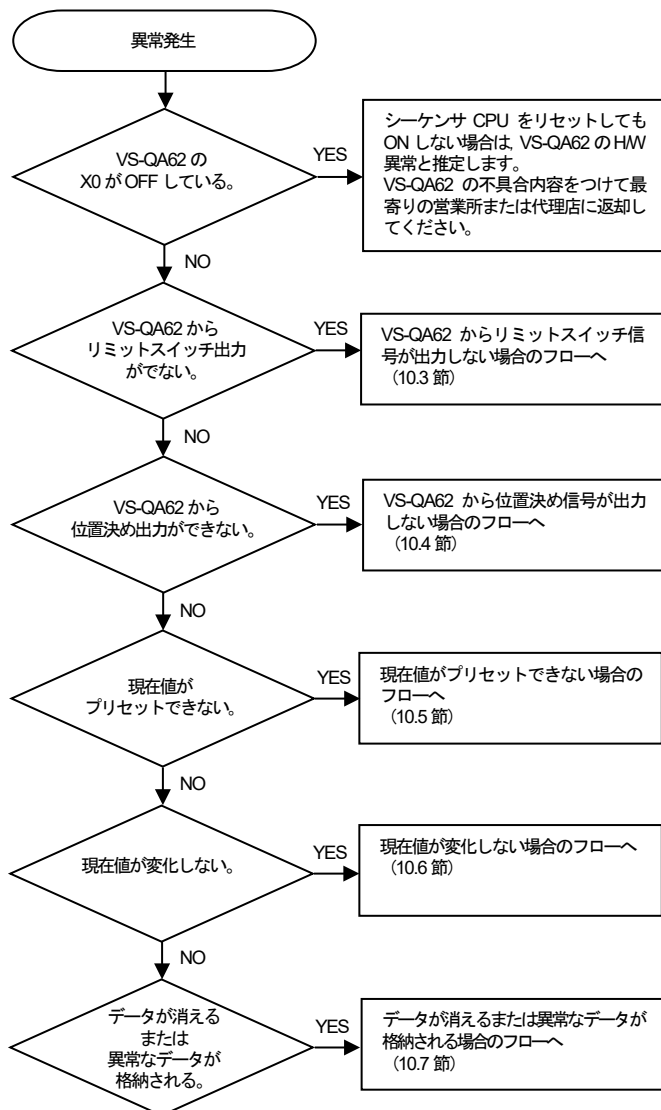 異常発生
VS-QA62 の
X0 が OFF している。
YES
シーケンサ CPU をリセットしても
ON しない場合は, VS-QA62 の H/W
異常と推定します。
VS-QA62 の不具合内容をつけて最
寄りの営業所または代理店に返却し
てください。
NO
VS-QA62 から
リミットスイッチ出力
がでない。
YES
VS-QA62 からリミットスイッチ信
号が出力しない場合のフローへ
(10.3 節)
NO
VS-QA62 から
位置決め出力ができない。
YES
VS-QA62 から位置決め信号が出力
しない場合のフローへ
(10.4 節)
NO
現在値が
プリセットできない。
YES
現在値がプリセットできない場合の
フローへ
(10.5 節)
NO
現在値が変化しない。
YES
現在値が変化しない場合のフローへ
(10.6 節)
NO
データが消える
または
異常なデータが
格納される。
YES
データが消えるまたは異常なデータが
格納される場合のフローへ
(10.7 節)